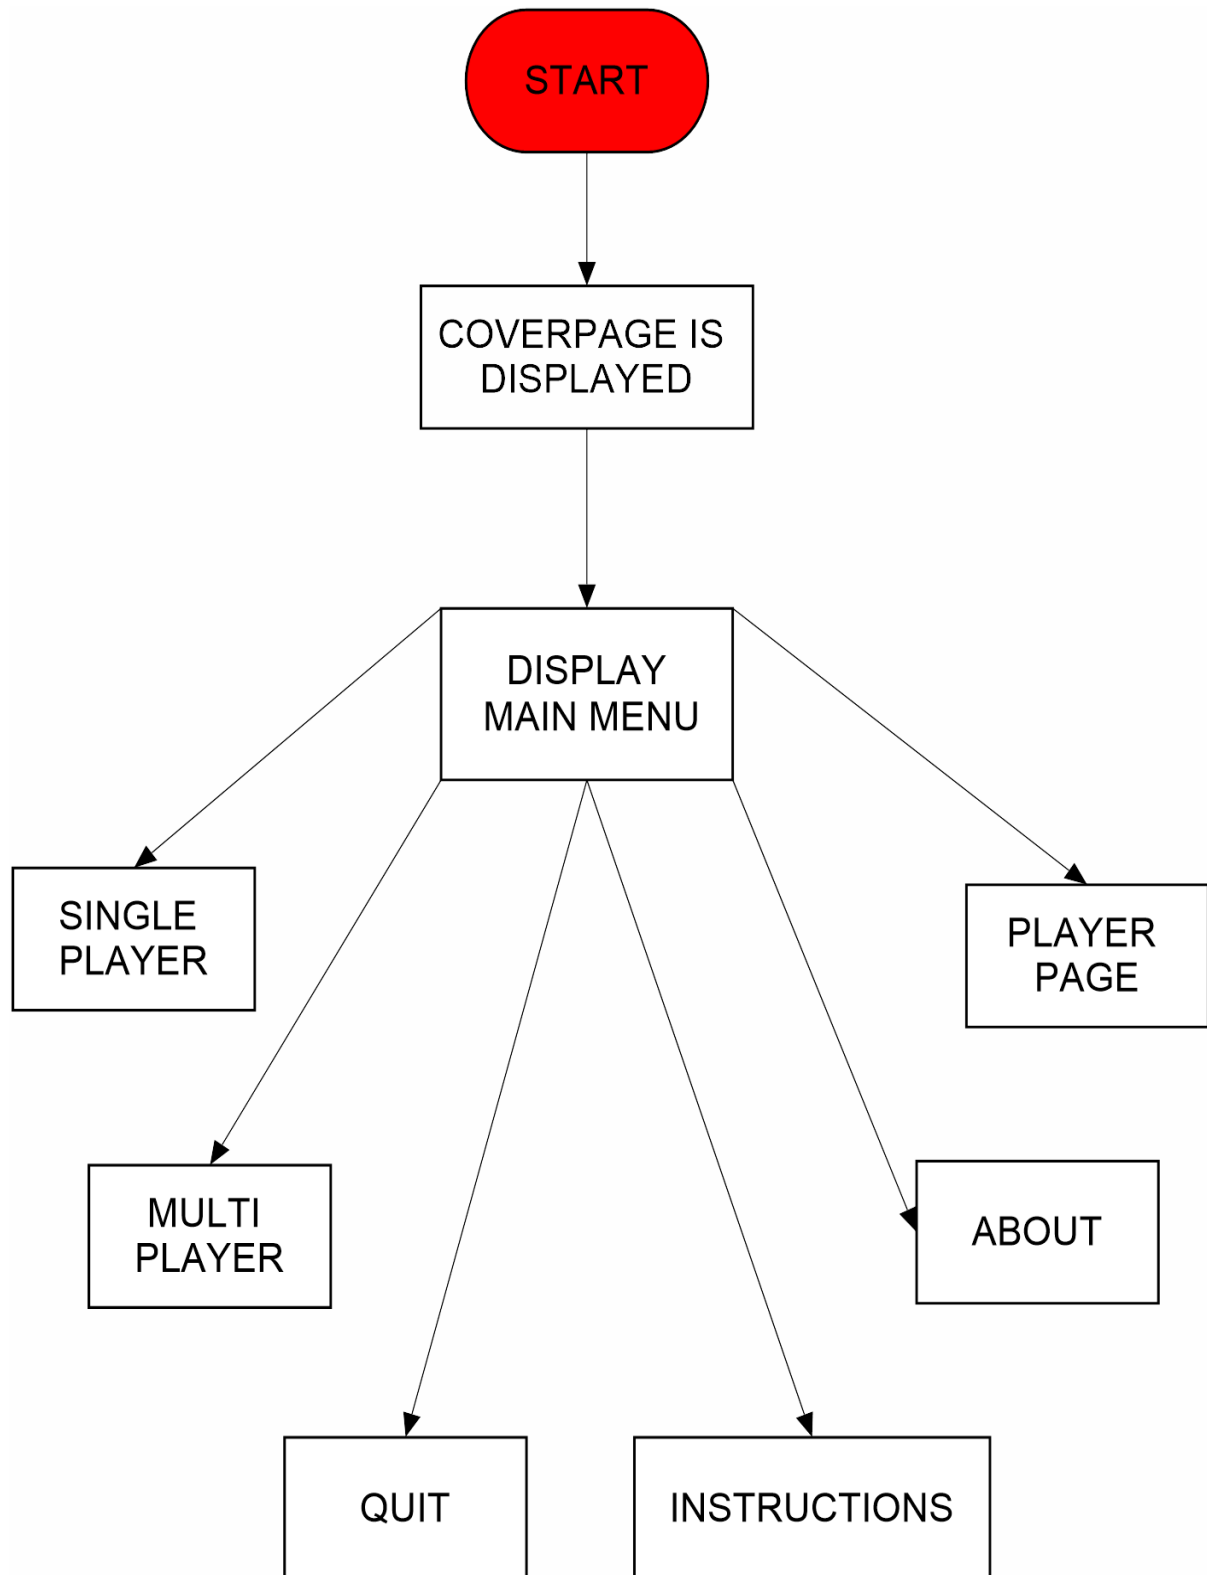 START
COVERPAGE IS
DISPLAYED
DISPLAY
MAIN MENU
SINGLE
PLAYER
PLAYER
PAGE
MULTI
PLAYER
ABOUT
QUIT
INSTRUCTIONS